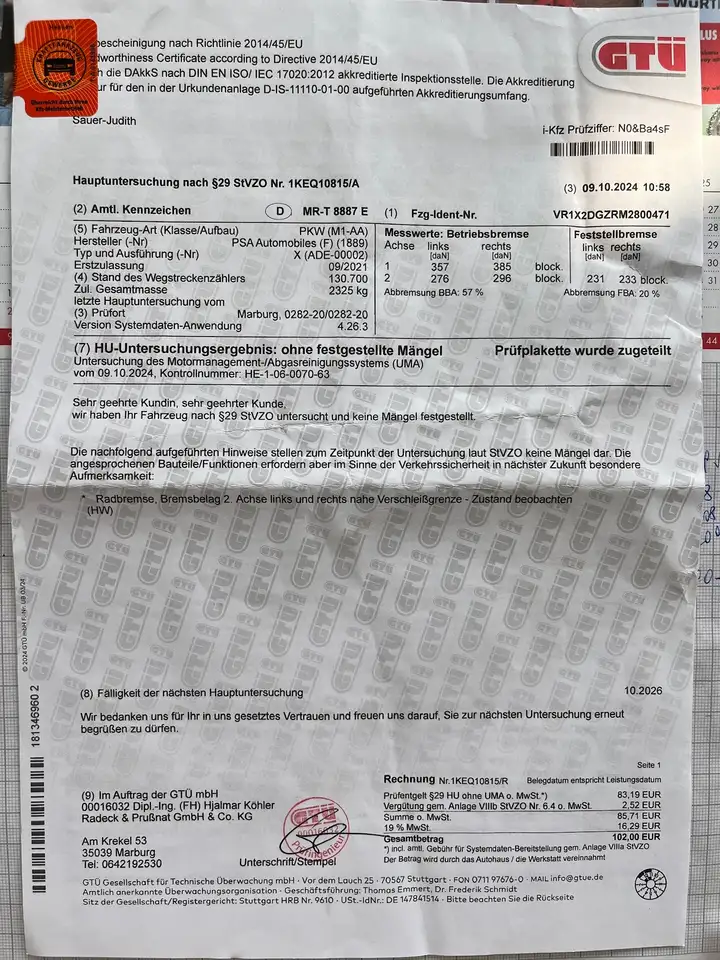 bescheinigung nach Richtlinie 2014/45/EU
dworthiness Certificate according to Directive 2014/45/EU
ch die DAkkS nach DIN EN ISO/ IEC 17020:2012 akkreditierte Inspektionsstelle. Die Akkreditierung
ur für den in der Urkundenanlage D-IS-11110-01-00 aufgeführten Akkreditierungsumfang.
GTÜ
Sauer-Judith
i-Kfz Prüfziffer: N0&Ba4sF
Hauptuntersuchung nach §29 StVZO Nr. 1KEQ10815/A
(3) 09.10.2024 10:58
(2) Amtl. Kennzeichen D MR-T 8887 E (1) Fzg-Ident-Nr. VR1X2DGZRM2800471
(5) Fahrzeug-Art (Klasse/Aufbau) PKW (M1-AA)
Hersteller (-Nr) PSA Automobiles (F) (1889)
Typ und Ausführung (-Nr) X (ADE-00002)
Erstzulassung 09/2021
(4) Stand des Wegstreckenzählers 130.700
Zul. Gesamtmasse 2325 kg
letzte Hauptuntersuchung vom
(3) Prüfort Marburg, 0282-20/0282-20
Version Systemdaten-Anwendung 4.26.3
Messwerte: Betriebsbremse Feststellbremse
Achse links rechts links rechts
[daN] [daN] [daN] [daN]
1 357 385 block.
2 276 296 block. 231 233 block.
Abbremsung BBA: 57 % Abbremsung FBA: 20 %
(7) HU-Untersuchungsergebnis: ohne festgestellte Mängel Prüfplakette wurde zugeteilt
Untersuchung des Motormanagement-/Abgasreinigungssystems (UMA)
vom 09.10.2024, Kontrollnummer: HE-1-06-0070-63
Sehr geehrte Kundin, sehr geehrter Kunde,
wir haben Ihr Fahrzeug nach §29 StVZO untersucht und keine Mängel festgestellt.
Die nachfolgend aufgeführten Hinweise stellen zum Zeitpunkt der Untersuchung laut StVZO keine Mängel dar. Die
angesprochenen Bauteile/Funktionen erfordern aber im Sinne der Verkehrssicherheit in nächster Zukunft besondere
Aufmerksamkeit:
* Radbremse, Bremsbelag 2. Achse links und rechts nahe Verschleißgrenze - Zustand beobachten
(HW)
© 2024 GTÜ mbH F.-Nr. UB 03/24
181346960 2
(8) Fälligkeit der nächsten Hauptuntersuchung 10.2026
Wir bedanken uns für Ihr in uns gesetztes Vertrauen und freuen uns darauf, Sie zur nächsten Untersuchung erneut
begrüßen zu dürfen.
Seite 1
(9) Im Auftrag der GTÜ mbH
00016032 Dipl.-Ing. (FH) Hjalmar Köhler
Radeck & Prußnat GmbH & Co. KG
Am Krekel 53
35039 Marburg
Tel: 0642192530
Unterschrift/Stempel
GTÜ
00016032
Prüfingenieur
Rechnung Nr.1KEQ10815/R Belegdatum entspricht Leistungsdatum
Prüfentgelt §29 HU ohne UMA o. MwSt.*) 83,19 EUR
Vergütung gem. Anlage VIIIb StVZO Nr. 6.4 o. MwSt. 2,52 EUR
Summe o. MwSt. 85,71 EUR
19 % MwSt. 16,29 EUR
Gesamtbetrag 102,00 EUR
*) incl. amtl. Gebühr für Systemdaten-Bereitstellung gem. Anlage VIIIa StVZO
Der Betrag wird durch das Autohaus / die Werkstatt vereinnahmt
GTÜ Gesellschaft für Technische Überwachung mbH · Vor dem Lauch 25 · 70567 Stuttgart · FON 0711 97676-0 · MAIL info@gtue.de
Amtlich anerkannte Überwachungsorganisation · Geschäftsführung: Thomas Emmert, Dr. Frederik Schmidt
Sitz der Gesellschaft/Registergericht: Stuttgart HRB Nr. 9610 · USt.-IdNr.: DE 147841514 · Bitte beachten Sie die Rückseite